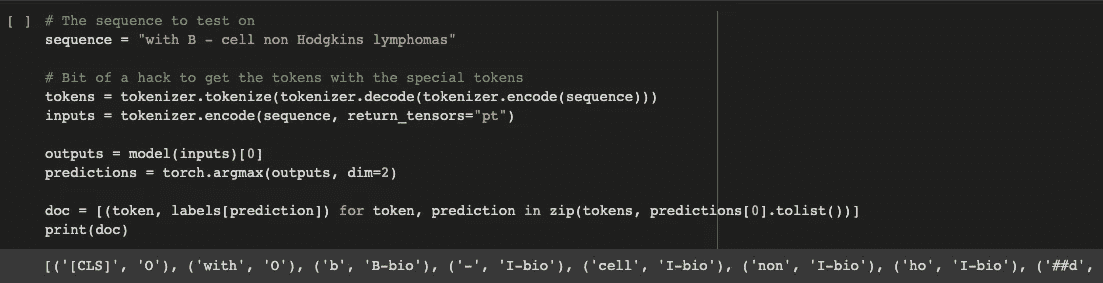 [ ] # The sequence to test on
sequence = "with B - cell non Hodgkins lymphomas"
# Bit of a hack to get the tokens with the special tokens
tokens = tokenizer.tokenize(tokenizer.decode(tokenizer.encode(sequence)))
inputs = tokenizer.encode(sequence, return_tensors="pt")
outputs = model(inputs)[0]
predictions = torch.argmax(outputs, dim=2)
doc = [(token, labels[prediction]) for token, prediction in zip(tokens, predictions[0].tolist())]
print(doc)
[('[CLS]', 'O'), ('with', 'O'), ('b', 'B-bio'), ('-', 'I-bio'), ('cell', 'I-bio'), ('non', 'I-bio'), ('ho', 'I-bio'), ('##d',